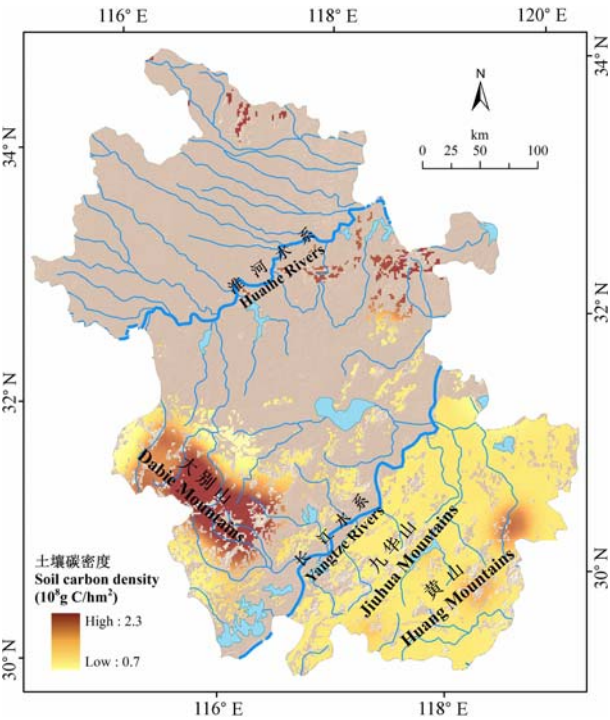 116° E 118° E 120° E
34° N
34° N
N
km
0 25 50 100
淮河水系
Huaihe Rivers
32° N
32° N
大别山
Dabie Mountains
长江水系
Yangze Rivers
九华山
Jiuhua Mountains
黄山
Huang Mountains
30° N
土壤碳密度
Soil carbon density
(10⁸g C/hm²)
High : 2.3
Low : 0.7
30° N
116° E 118° E